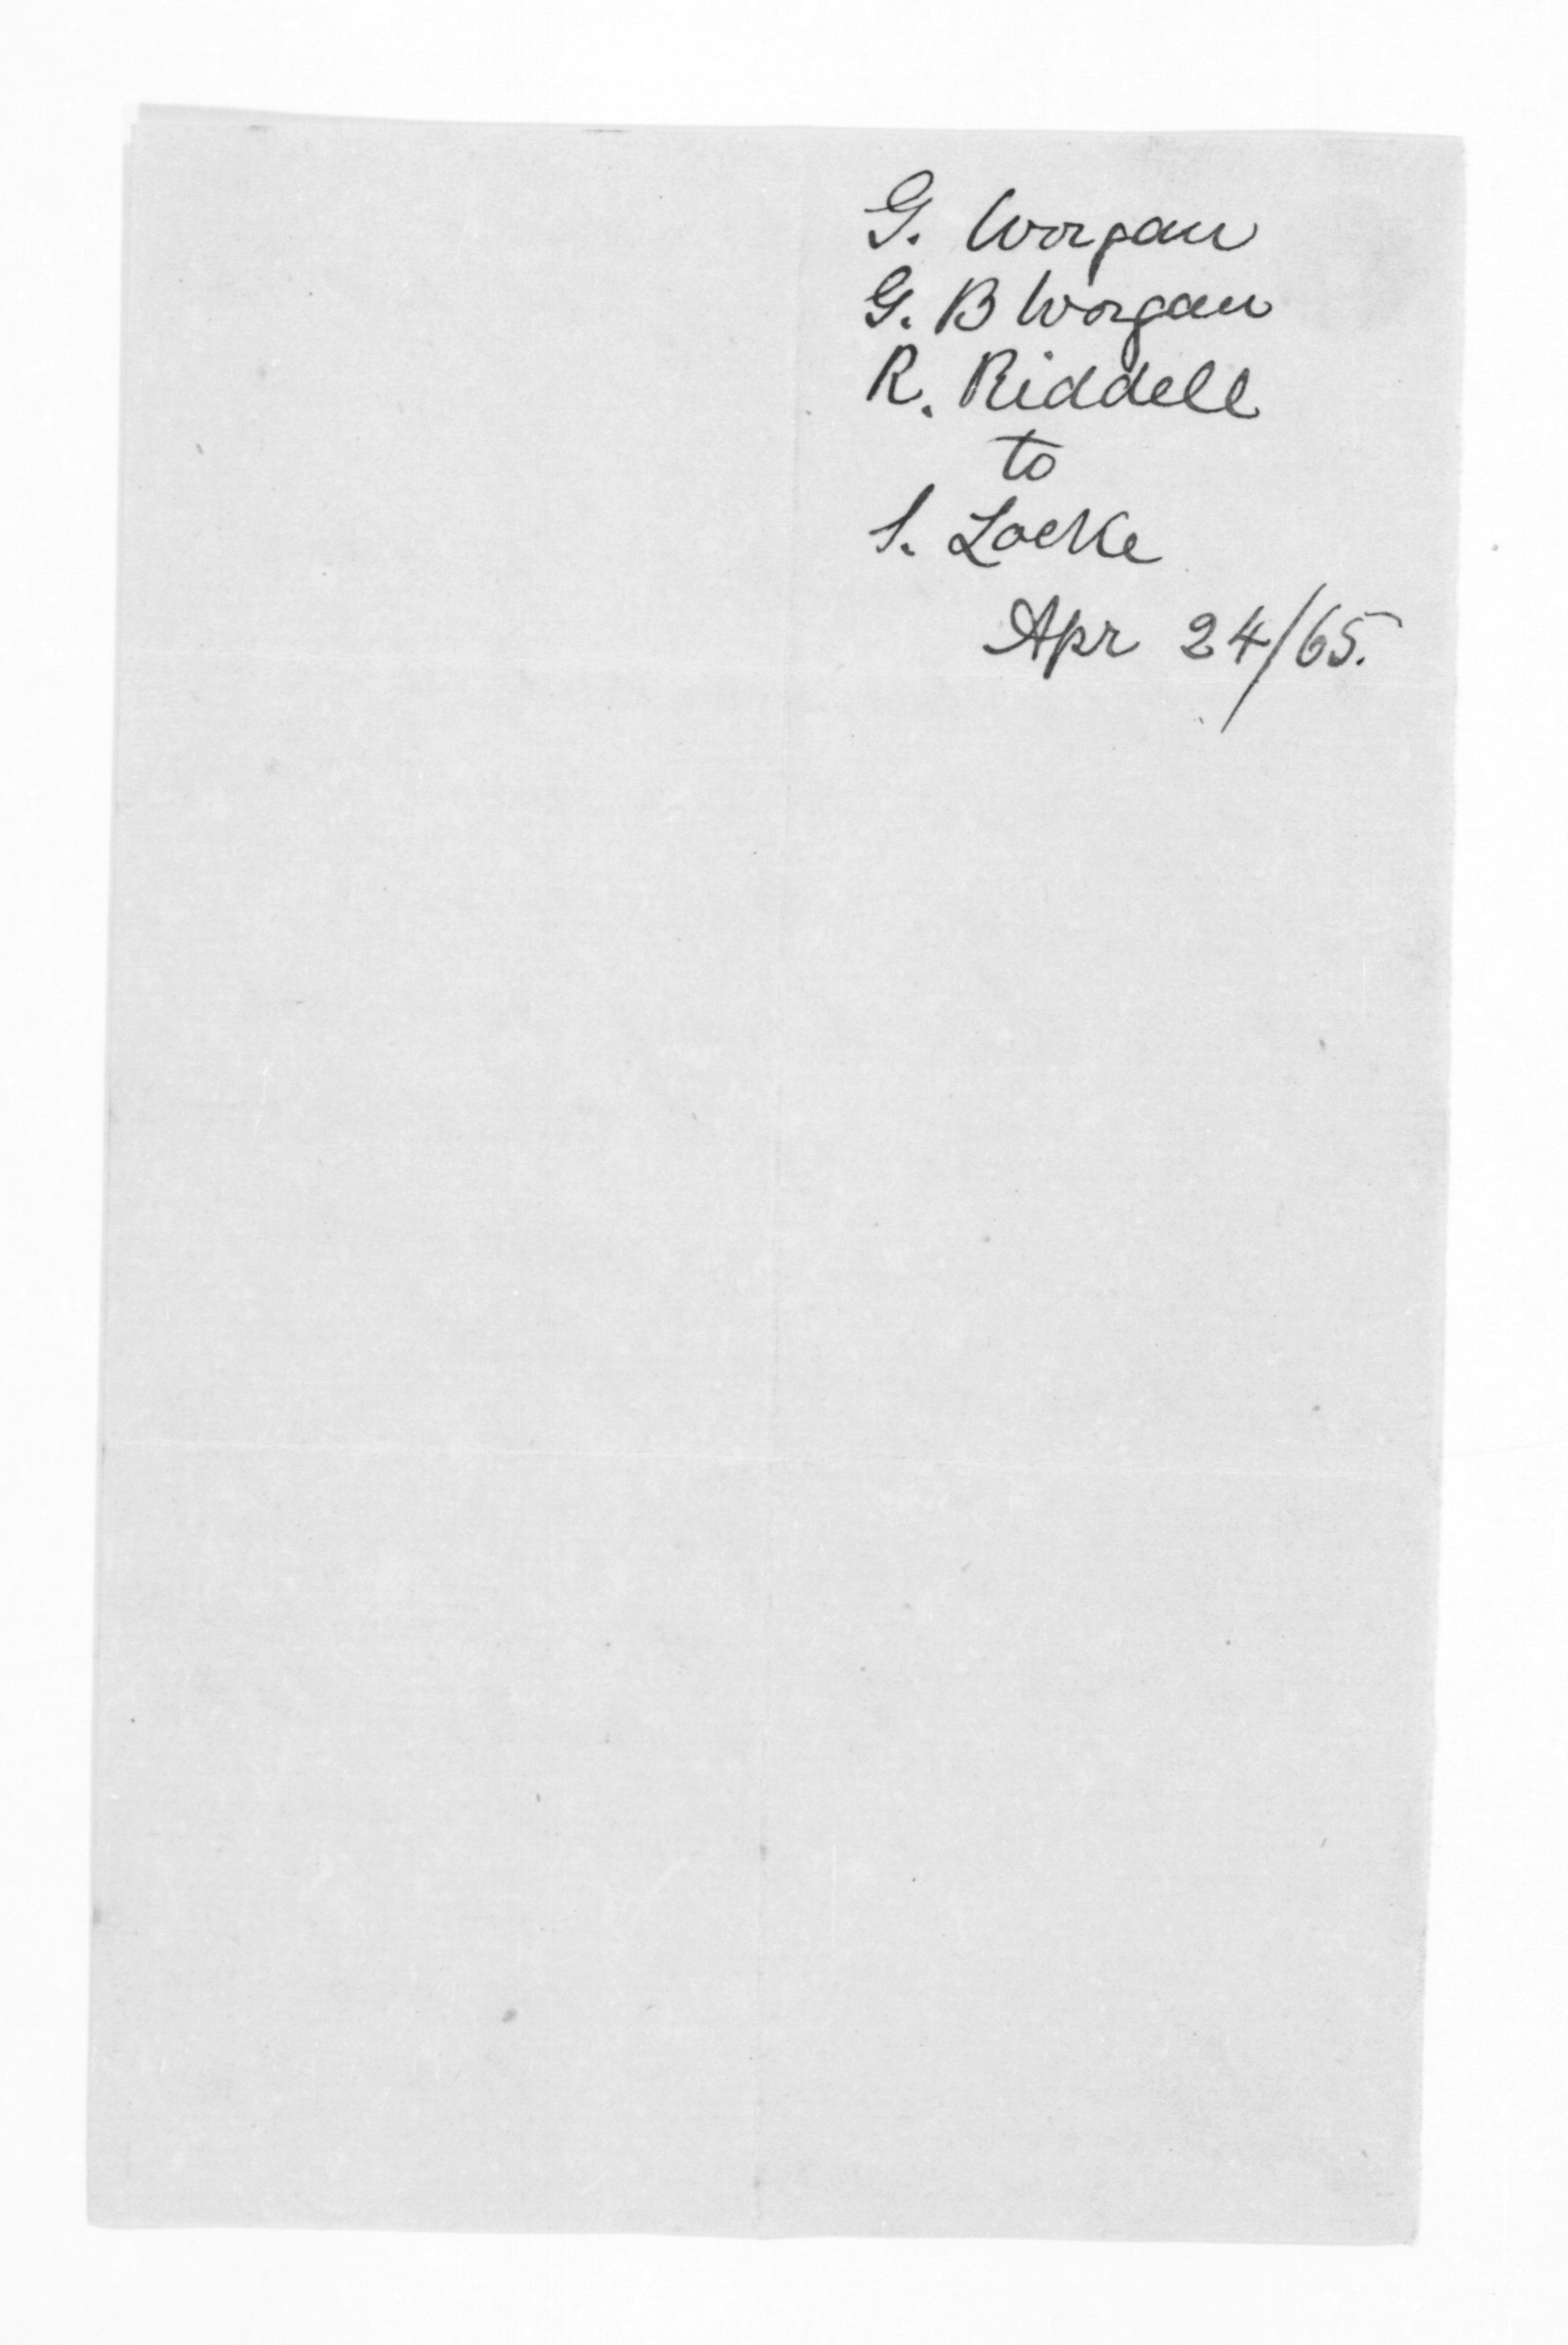 G. Worgan
G. B Worgan
R. Riddell
to
S. Locke
Apr 24/65.